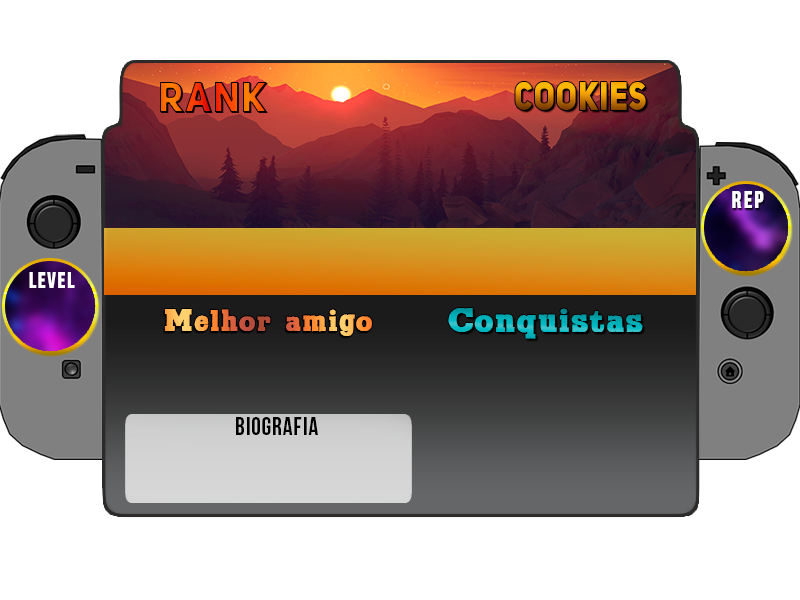 RANK
COOKIES
REP
LEVEL
Melhor amigo
Conquistas
BIOGRAFIA